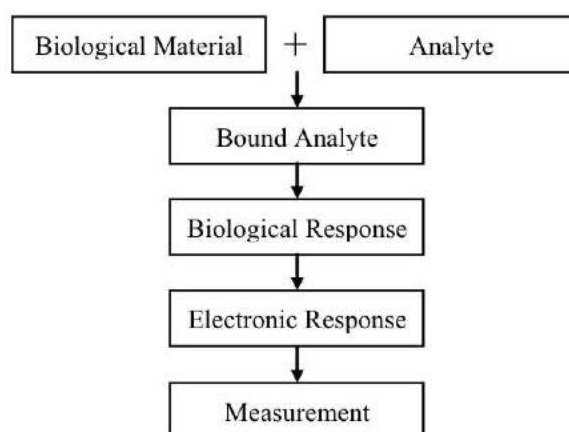 Biological Material + Analyte
Bound Analyte
Biological Response
Electronic Response
Measurement